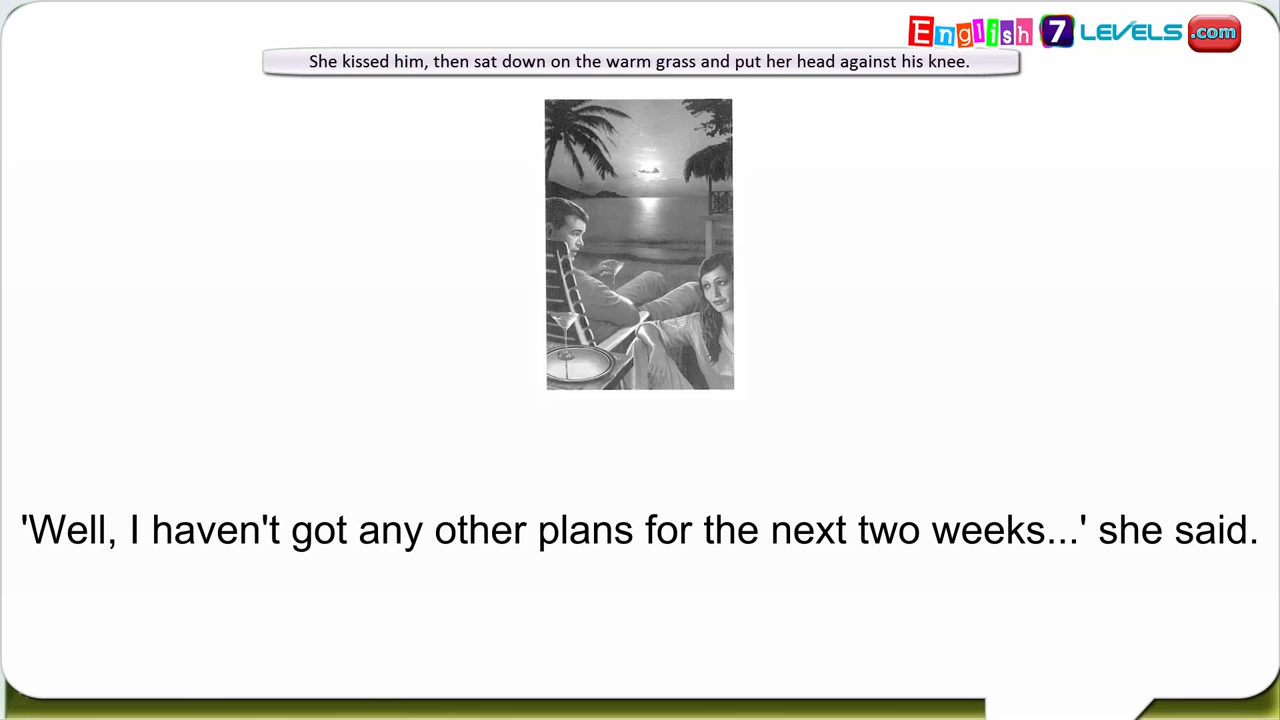 English 7 LEVELS .com
She kissed him, then sat down on the warm grass and put her head against his knee.
'Well, I haven't got any other plans for the next two weeks...' she said.